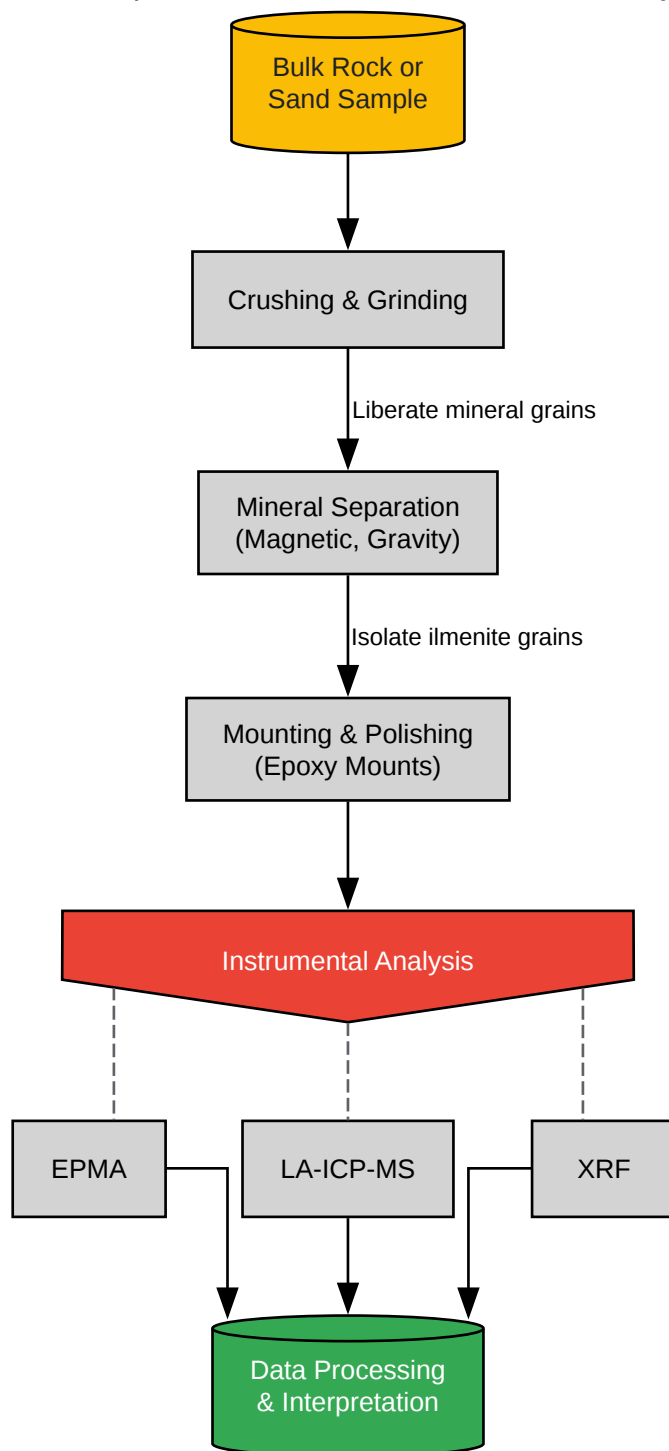 Bulk Rock or
Sand Sample
Crushing & Grinding
Liberate mineral grains
Mineral Separation
(Magnetic, Gravity)
Isolate ilmenite grains
Mounting & Polishing
(Epoxy Mounts)
Instrumental Analysis
EPMA
LA-ICP-MS
XRF
Data Processing
& Interpretation